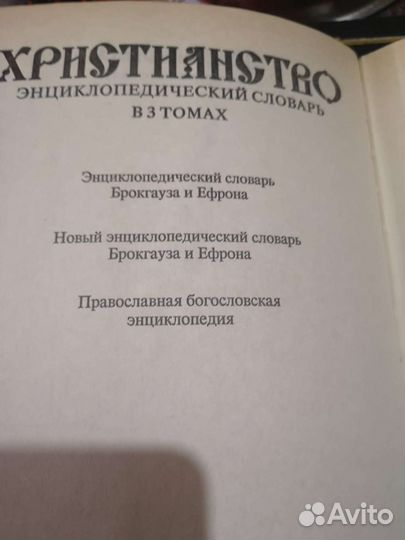 ХРИСТИАНСТВО
ЭНЦИКЛОПЕДИЧЕСКИЙ СЛОВАРЬ
В 3 ТОМАХ
Энциклопедический словарь
Брокгауза и Ефрона
Новый энциклопедический словарь
Брокгауза и Ефрона
Православная богословская
энциклопедия
Avito